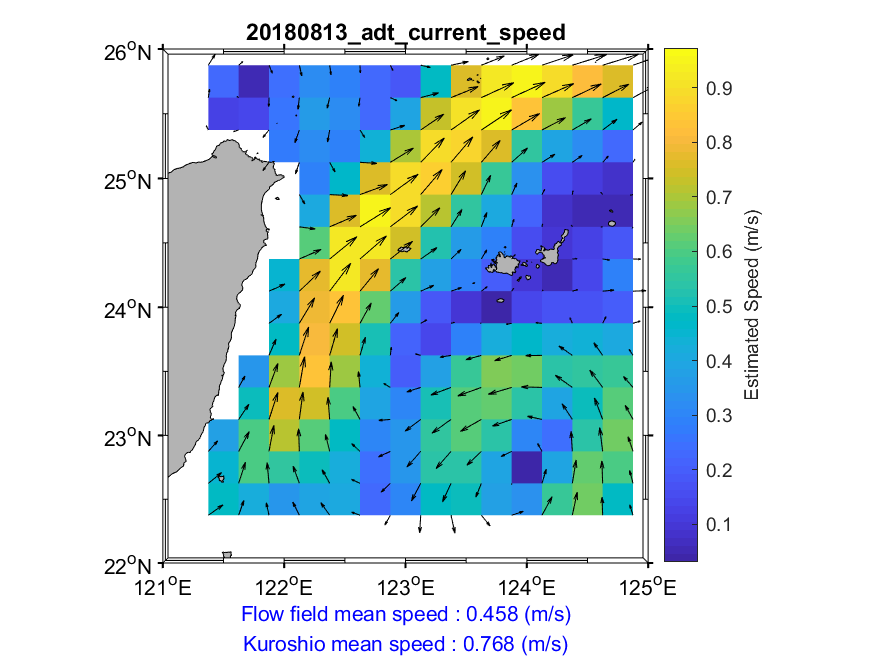 20180813_adt_current_speed
26°N
25°N
24°N
23°N
22°N
121°E 122°E 123°E 124°E 125°E
0.9
0.8
0.7
0.6
0.5
0.4
0.3
0.2
0.1
Estimated Speed (m/s)
Flow field mean speed : 0.458 (m/s)
Kuroshio mean speed : 0.768 (m/s)